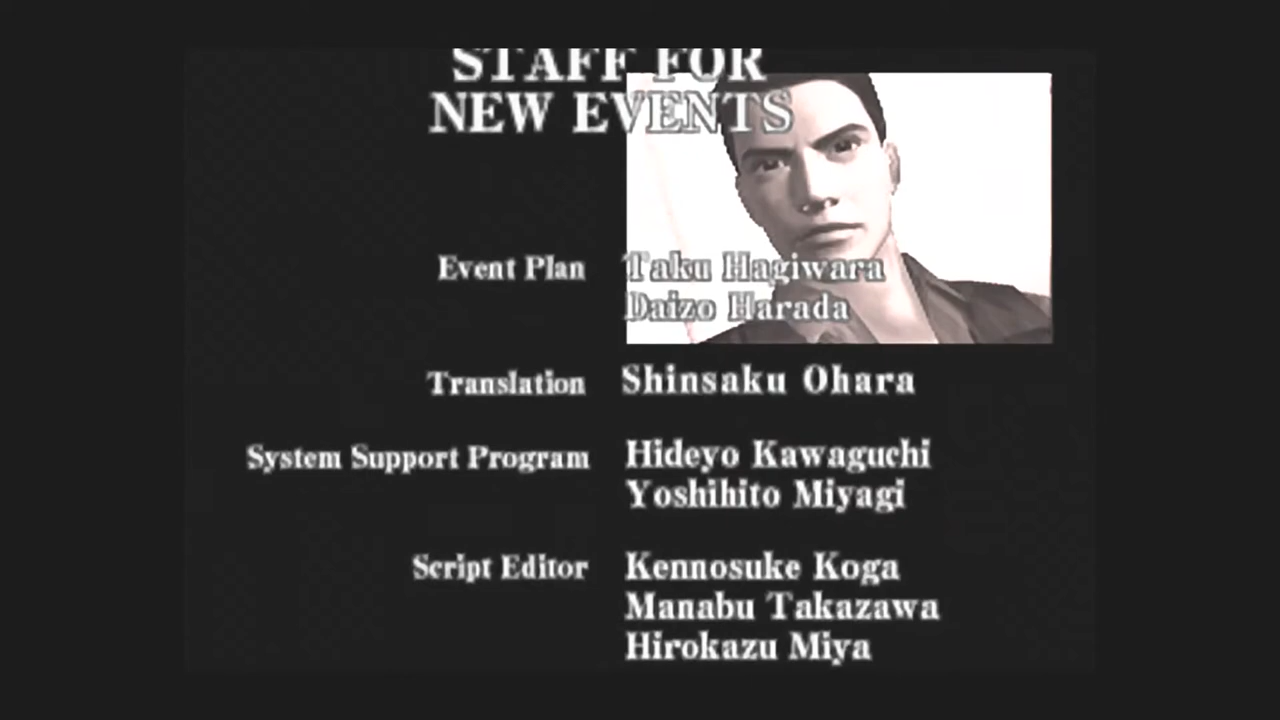 STAFF FOR
NEW EVENTS
Event Plan Taku Hagiwara
Daizo Harada
Translation Shinsaku Ohara
System Support Program Hideyo Kawaguchi
Yoshihito Miyagi
Script Editor Kennosuke Koga
Manabu Takazawa
Hirokazu Miya